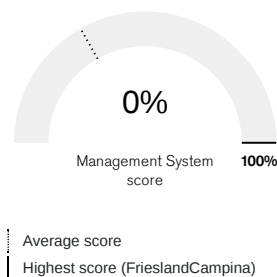 0%
Management System
score
100%
Average score
Highest score (FrieslandCampina)